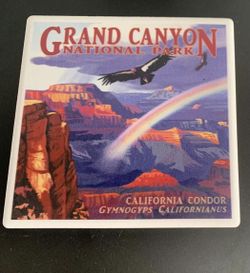 GRAND CANYON
NATIONAL PARK
CALIFORNIA CONDOR
GYMNOGYPS CALIFORNIANUS